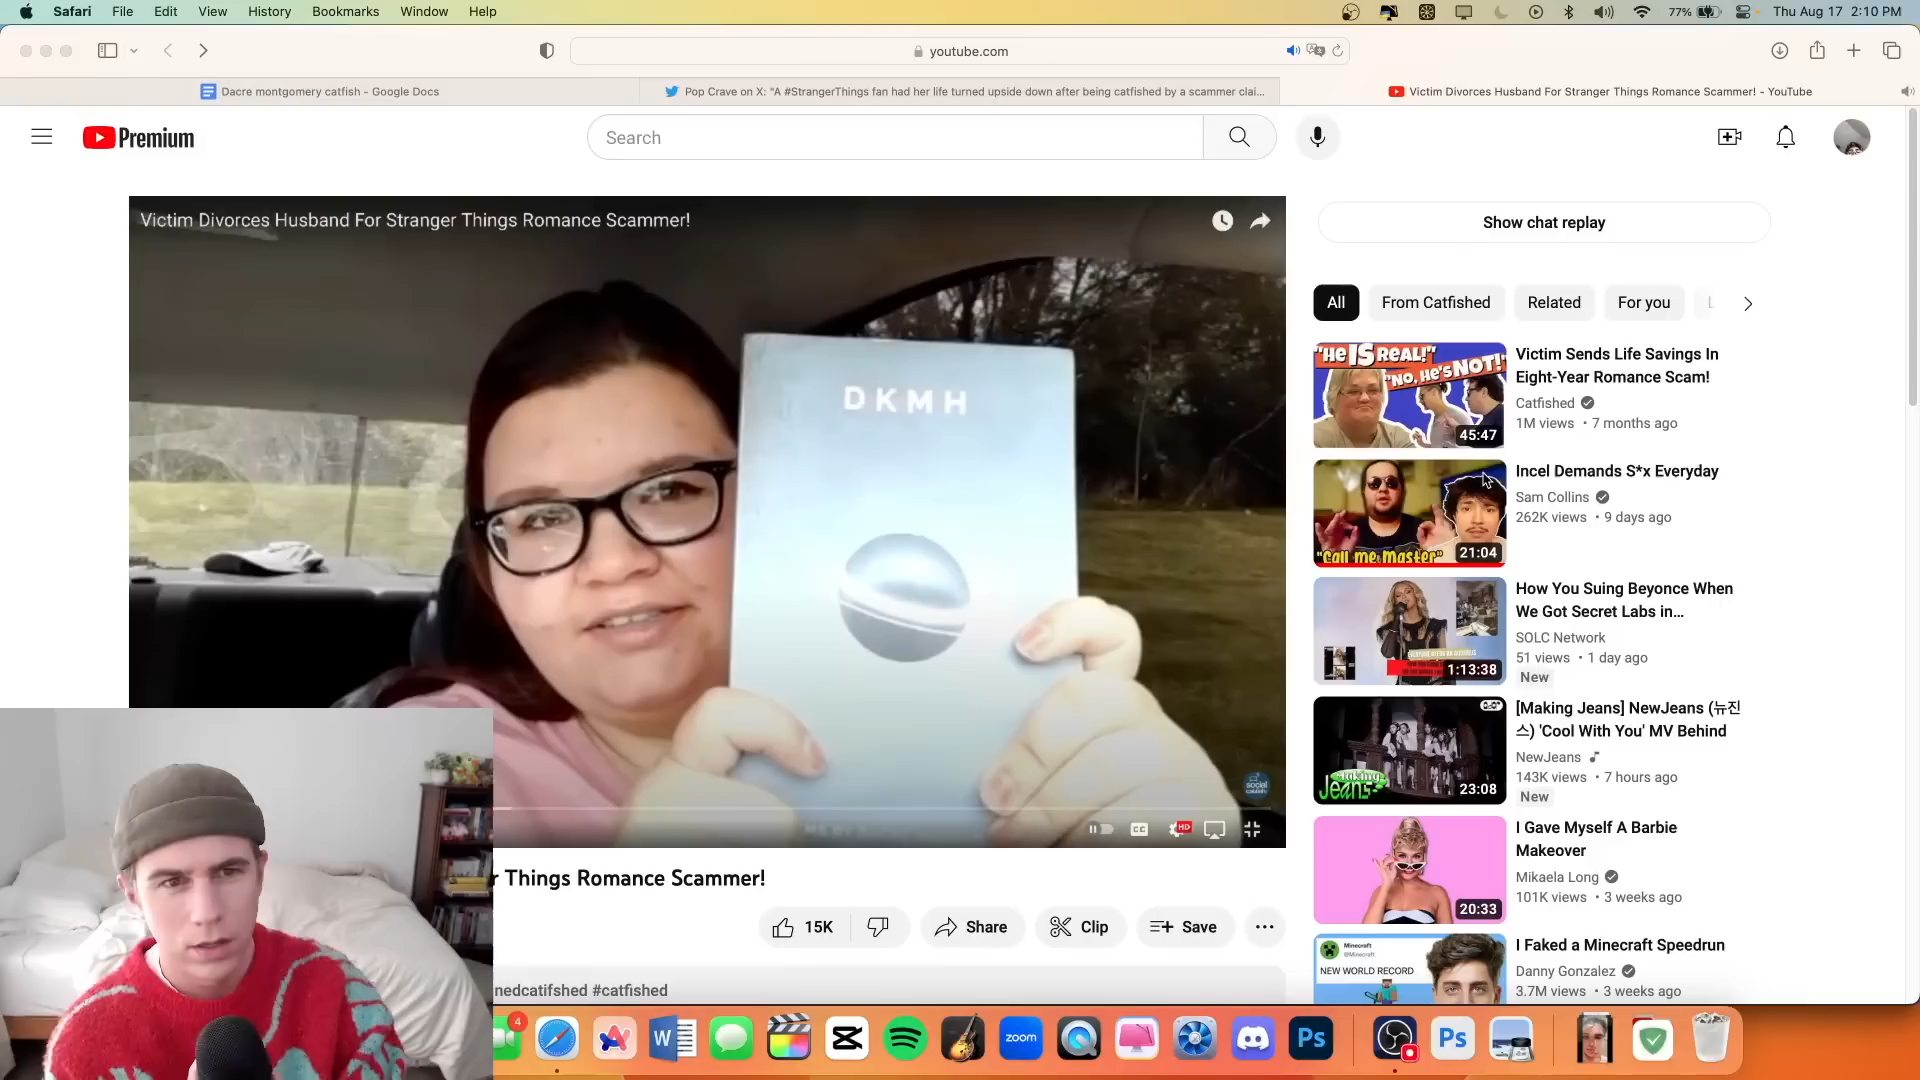 Safari File Edit View History Bookmarks Window Help
77% Thu Aug 17 2:10 PM
youtube.com
Dacre montgomery catfish - Google Docs
Pop Crave on X: "A #StrangerThings fan had her life turned upside down after being catfished by a scammer clai...
Victim Divorces Husband For Stranger Things Romance Scammer! - YouTube
Premium
Search
Victim Divorces Husband For Stranger Things Romance Scammer!
DKMH
social
catfish
CC
HD
r Things Romance Scammer!
15K
Share
Clip
Save
nedcatifshed #catfished
Show chat replay
All
From Catfished
Related
For you
"HE IS REAL!"
"NO, HE'S NOT!"
45:47
Victim Sends Life Savings In
Eight-Year Romance Scam!
Catfished
1M views • 7 months ago
"Call me Master"
21:04
Incel Demands S*x Everyday
Sam Collins
262K views • 9 days ago
1:13:38
How You Suing Beyonce When
We Got Secret Labs in...
SOLC Network
51 views • 1 day ago
New
Making
Jeans
23:08
[Making Jeans] NewJeans (뉴진
스) 'Cool With You' MV Behind
NewJeans
143K views • 7 hours ago
New
20:33
I Gave Myself A Barbie
Makeover
Mikaela Long
101K views • 3 weeks ago
Minecraft
@Minecraft
NEW WORLD RECORD
I Faked a Minecraft Speedrun
Danny Gonzalez
3.7M views • 3 weeks ago
4
W
zoom
Ps
Ps